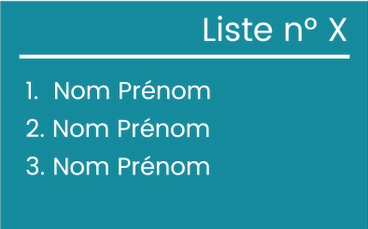 Liste n° X
1. Nom Prénom
2. Nom Prénom
3. Nom Prénom